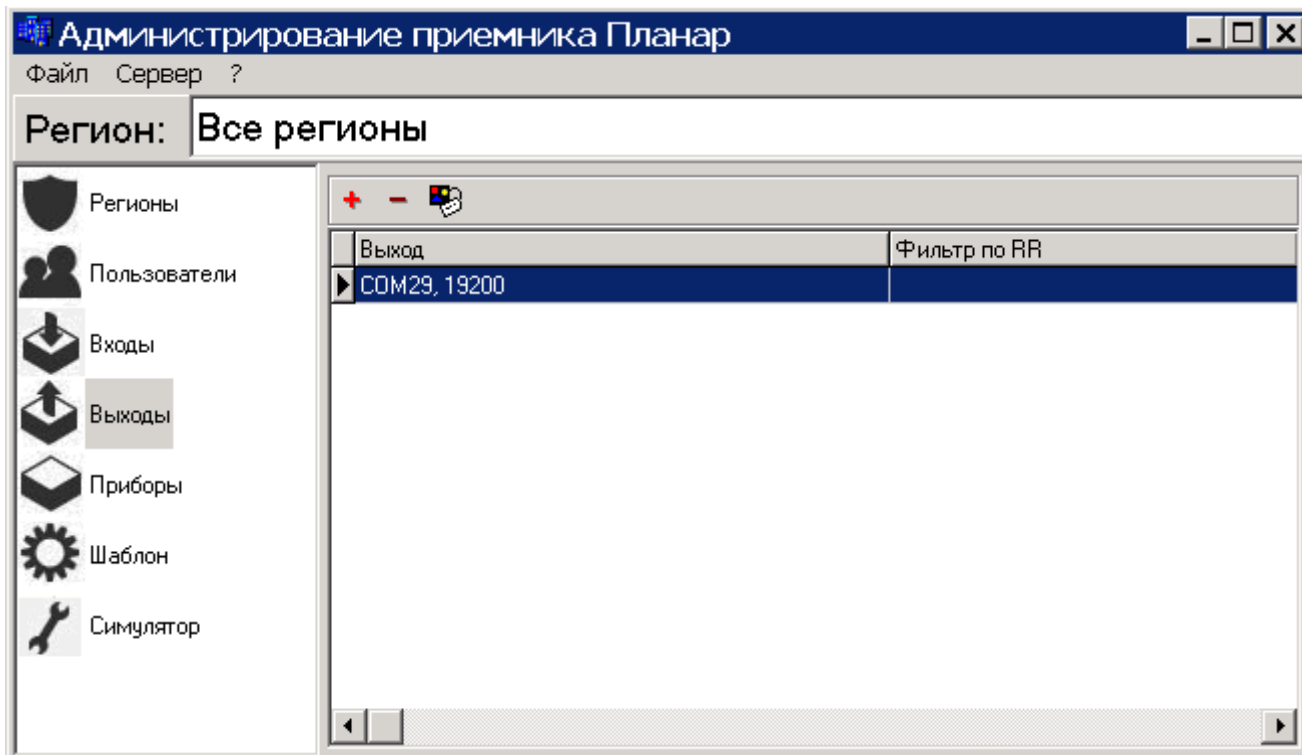 Администрирование приемника Планар
Файл Сервер ?
Регион: Все регионы
Регионы
Пользователи
Входы
Выходы
Приборы
Шаблон
Симулятор
Выход Фильтр по RR
COM29, 19200